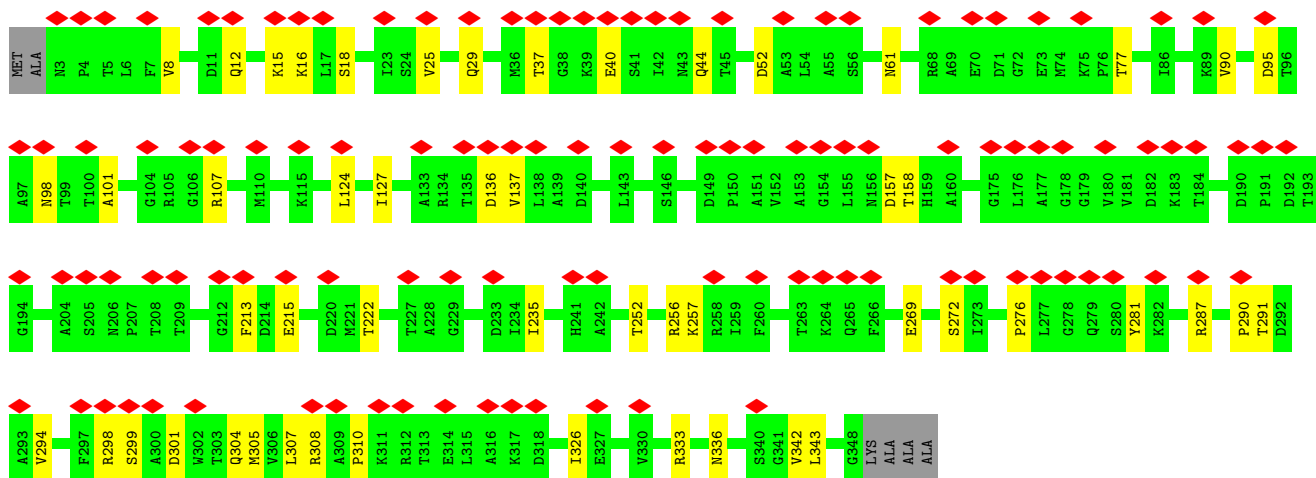 MET ALA N3 P4 T5 L6 F7 V8 D11 Q12 K15 K16 L17 S18 I23 S24 V25 Q29 M36 T37 G38 K39 E40 S41 I42 N43 Q44 T45 D52 A53 L54 A55 S56 N61 R68 A69 E70 D71 G72 E73 M74 K75 P76 T77 I86 K89 V90 D95 T96
A97 N98 T99 T100 A101 G104 R105 G106 R107 M110 K115 L124 I127 A133 R134 T135 D136 V137 L138 A139 D140 L143 S146 D149 P150 A151 V152 A153 G154 L155 N156 D157 T158 H159 A160 G175 L176 A177 G178 G179 V180 V181 D182 K183 T184 D190 P191 D192 T193
G194 A204 S205 N206 P207 T208 T209 G212 F213 D214 E215 D220 M221 T222 T227 A228 G229 D233 I234 I235 H241 A242 T252 R256 K257 R258 I259 F260 T263 K264 Q265 F266 E269 S272 I273 P276 L277 G278 Q279 S280 Y281 K282 R287 P290 T291 D292
A293 V294 F297 R298 S299 A300 D301 W302 T303 Q304 M305 V306 L307 R308 A309 P310 K311 R312 T313 E314 L315 A316 K317 D318 I326 E327 V330 R333 N336 S340 G341 V342 L343 G348 LYS ALA ALA ALA